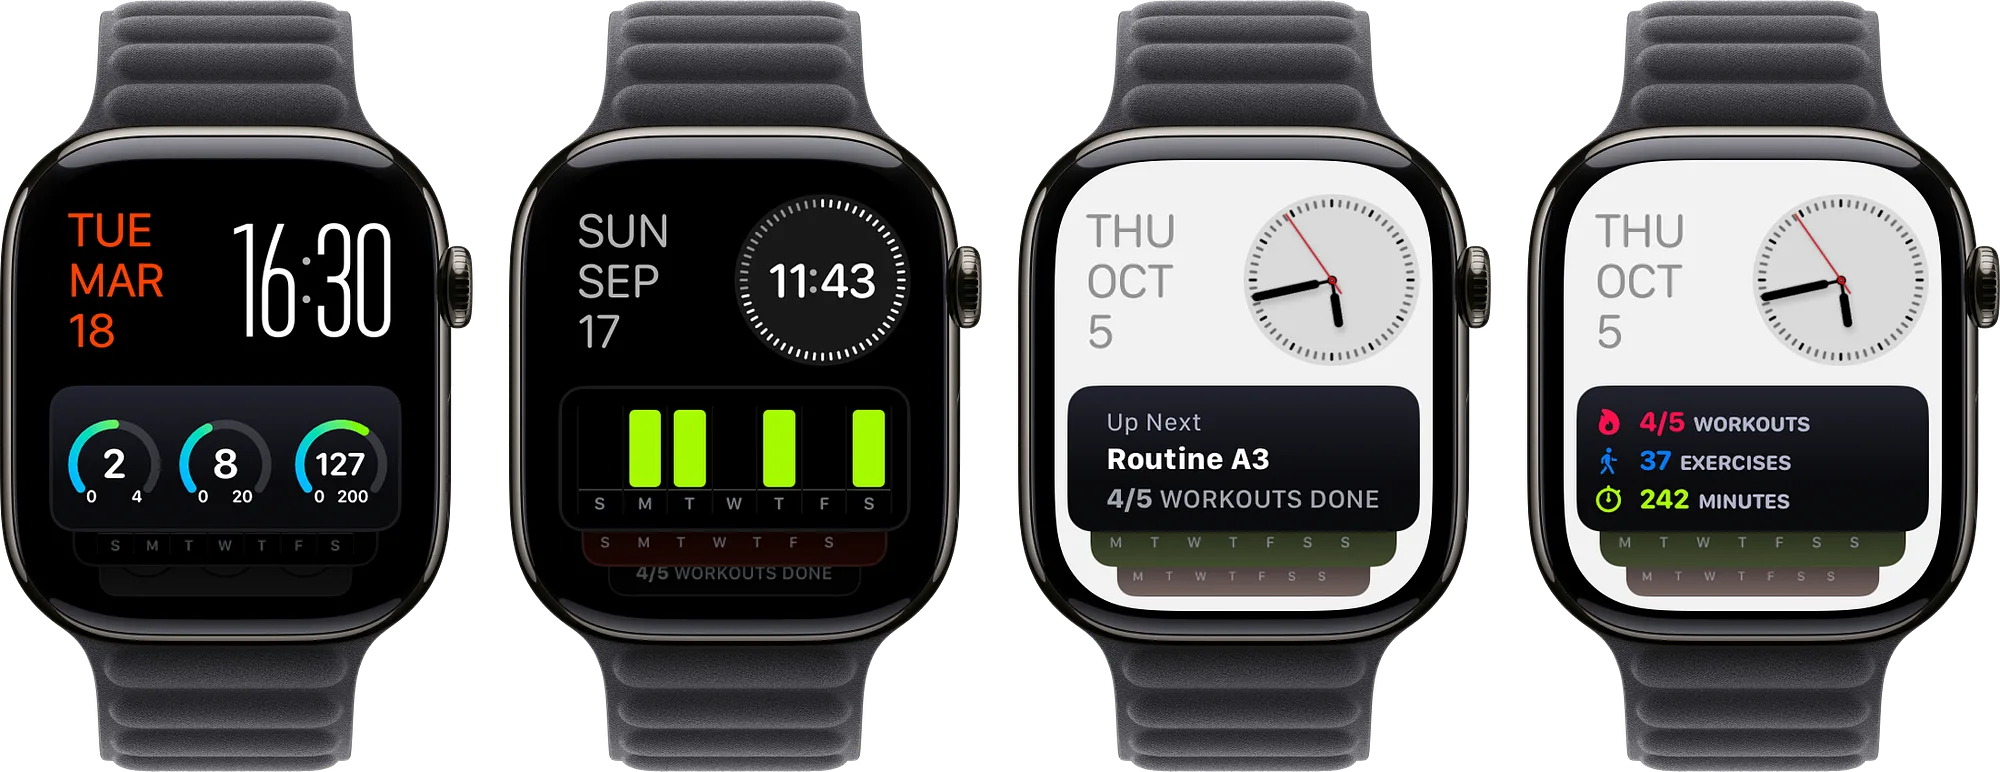 TUE
MAR
18
16:30
2
0 4
8
0 20
127
0 200
S M T W T F S
SUN
SEP
17
11:43
S M T W T F S
S M T W T F S
4/5 WORKOUTS DONE
THU
OCT
5
Up Next
Routine A3
4/5 WORKOUTS DONE
M T W T F S S
M T W T F S S
THU
OCT
5
4/5 WORKOUTS
37 EXERCISES
242 MINUTES
M T W T F S S
M T W T F S S